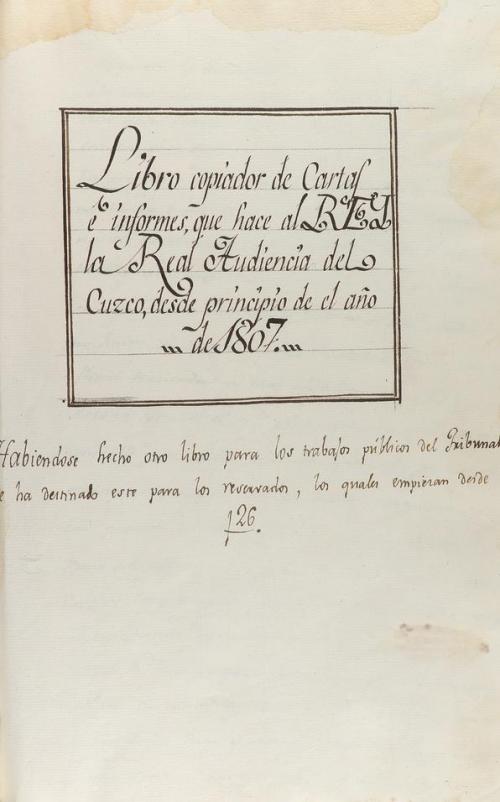 Libro copiador de Cartas
é informes, que hace al REY
la Real Audiencia del
Cuzco, desde principio de el año
de 1807.
Habiendose hecho otro libro para los trabajos públicos del Tribunal
se ha destinado este para los reservados, los quales empiezan desde
f 26.